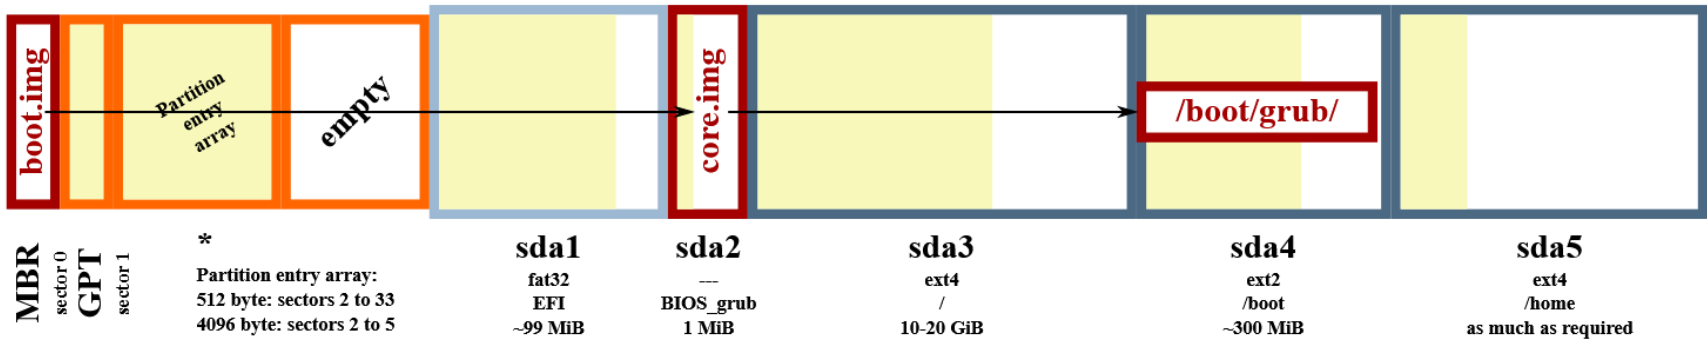 boot.img
Partition
entry
array
empty
core.img
/boot/grub/
MBR
sector 0
GPT
sector 1
*
Partition entry array:
512 byte: sectors 2 to 33
4096 byte: sectors 2 to 5
sda1
fat32
EFI
~99 MiB
sda2
---
BIOS_grub
1 MiB
sda3
ext4
/
10-20 GiB
sda4
ext2
/boot
~300 MiB
sda5
ext4
/home
as much as required